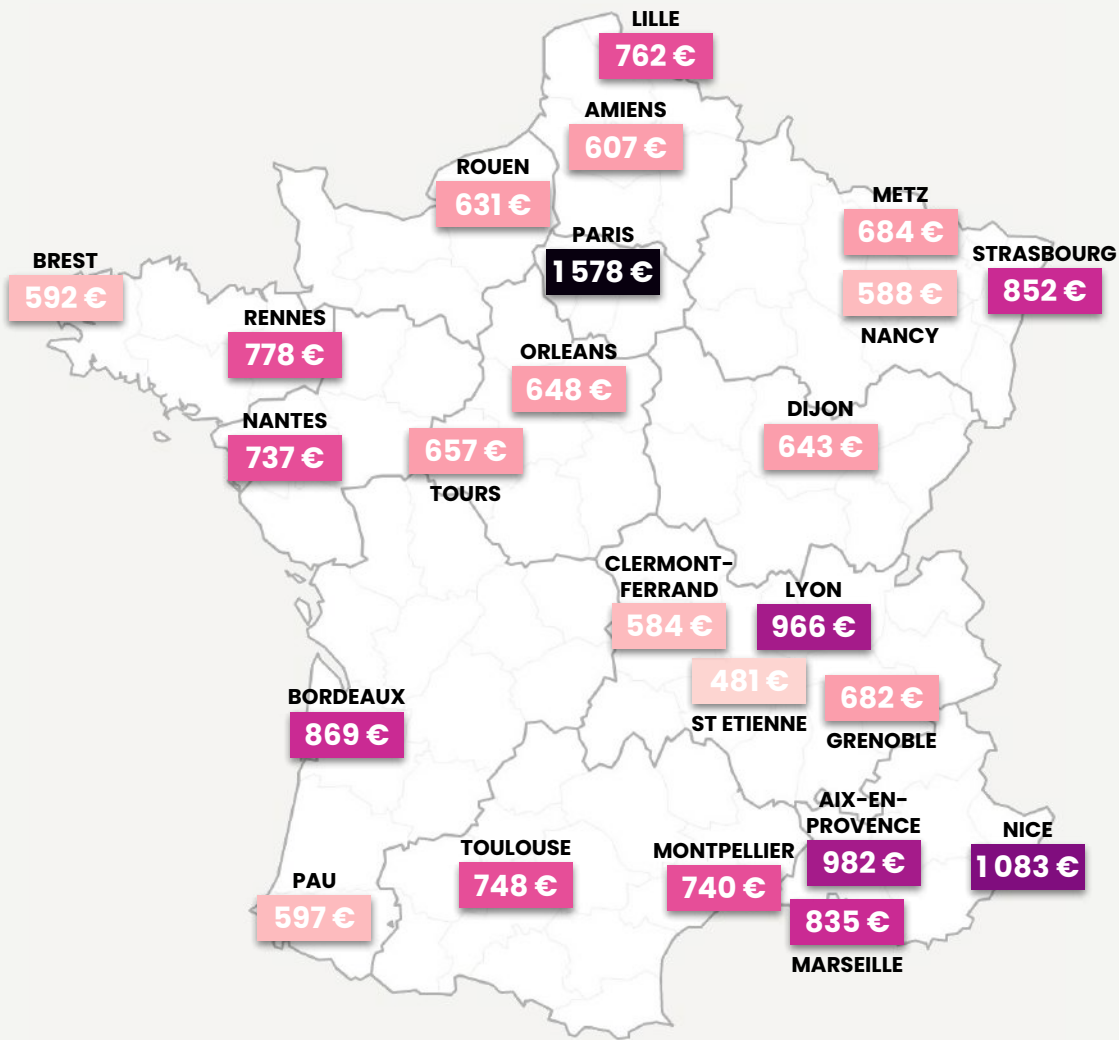 LILLE
762 €
AMIENS
607 €
ROUEN
631 €
METZ
684 €
PARIS
1 578 €
STRASBOURG
852 €
BREST
592 €
588 €
NANCY
RENNES
778 €
ORLEANS
648 €
DIJON
643 €
NANTES
737 €
657 €
TOURS
CLERMONT-
FERRAND
584 €
LYON
966 €
481 €
ST ETIENNE
682 €
GRENOBLE
BORDEAUX
869 €
AIX-EN-
PROVENCE
982 €
NICE
1 083 €
TOULOUSE
748 €
MONTPELLIER
740 €
PAU
597 €
835 €
MARSEILLE